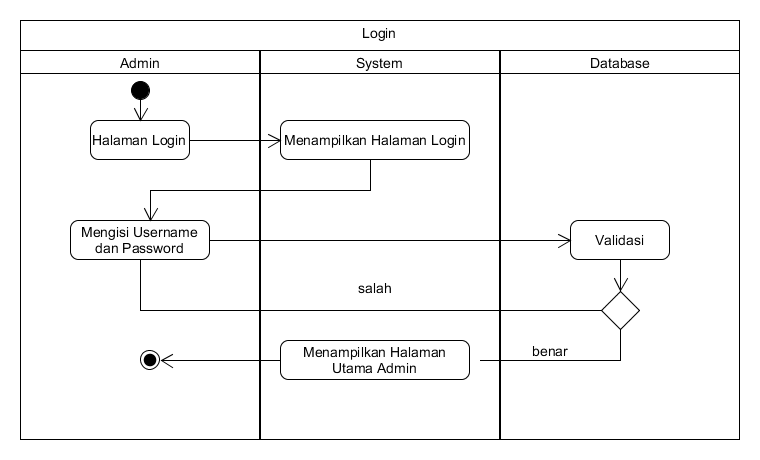 Login
Admin
System
Database
Halaman Login
Menampilkan Halaman Login
Mengisi Username
dan Password
Validasi
salah
benar
Menampilkan Halaman
Utama Admin